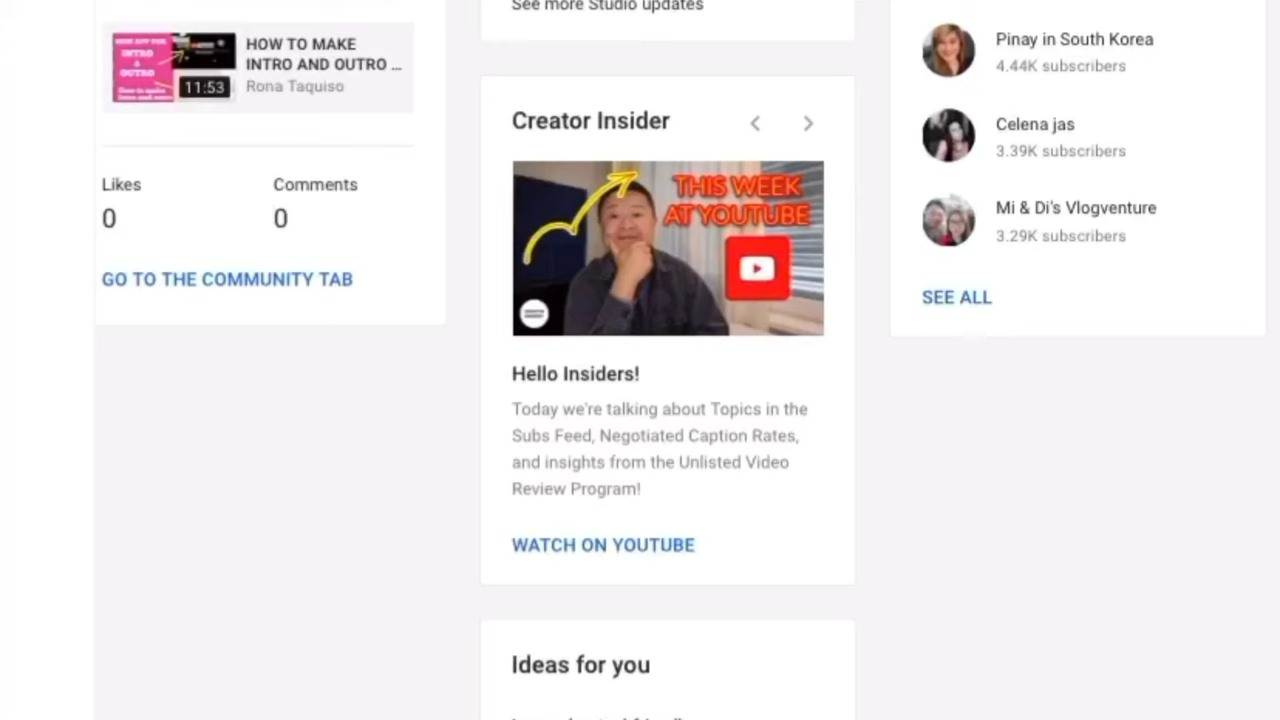 See more Studio updates
HOW TO MAKE
INTRO AND OUTRO ...
Rona Taquiso
INTRO
&
OUTRO
11:53
Likes
Comments
0
0
GO TO THE COMMUNITY TAB
Creator Insider
THIS WEEK
AT YOUTUBE
Hello Insiders!
Today we're talking about Topics in the
Subs Feed, Negotiated Caption Rates,
and insights from the Unlisted Video
Review Program!
WATCH ON YOUTUBE
Ideas for you
Pinay in South Korea
4.44K subscribers
Celena jas
3.39K subscribers
Mi & Di's Vlogventure
3.29K subscribers
SEE ALL